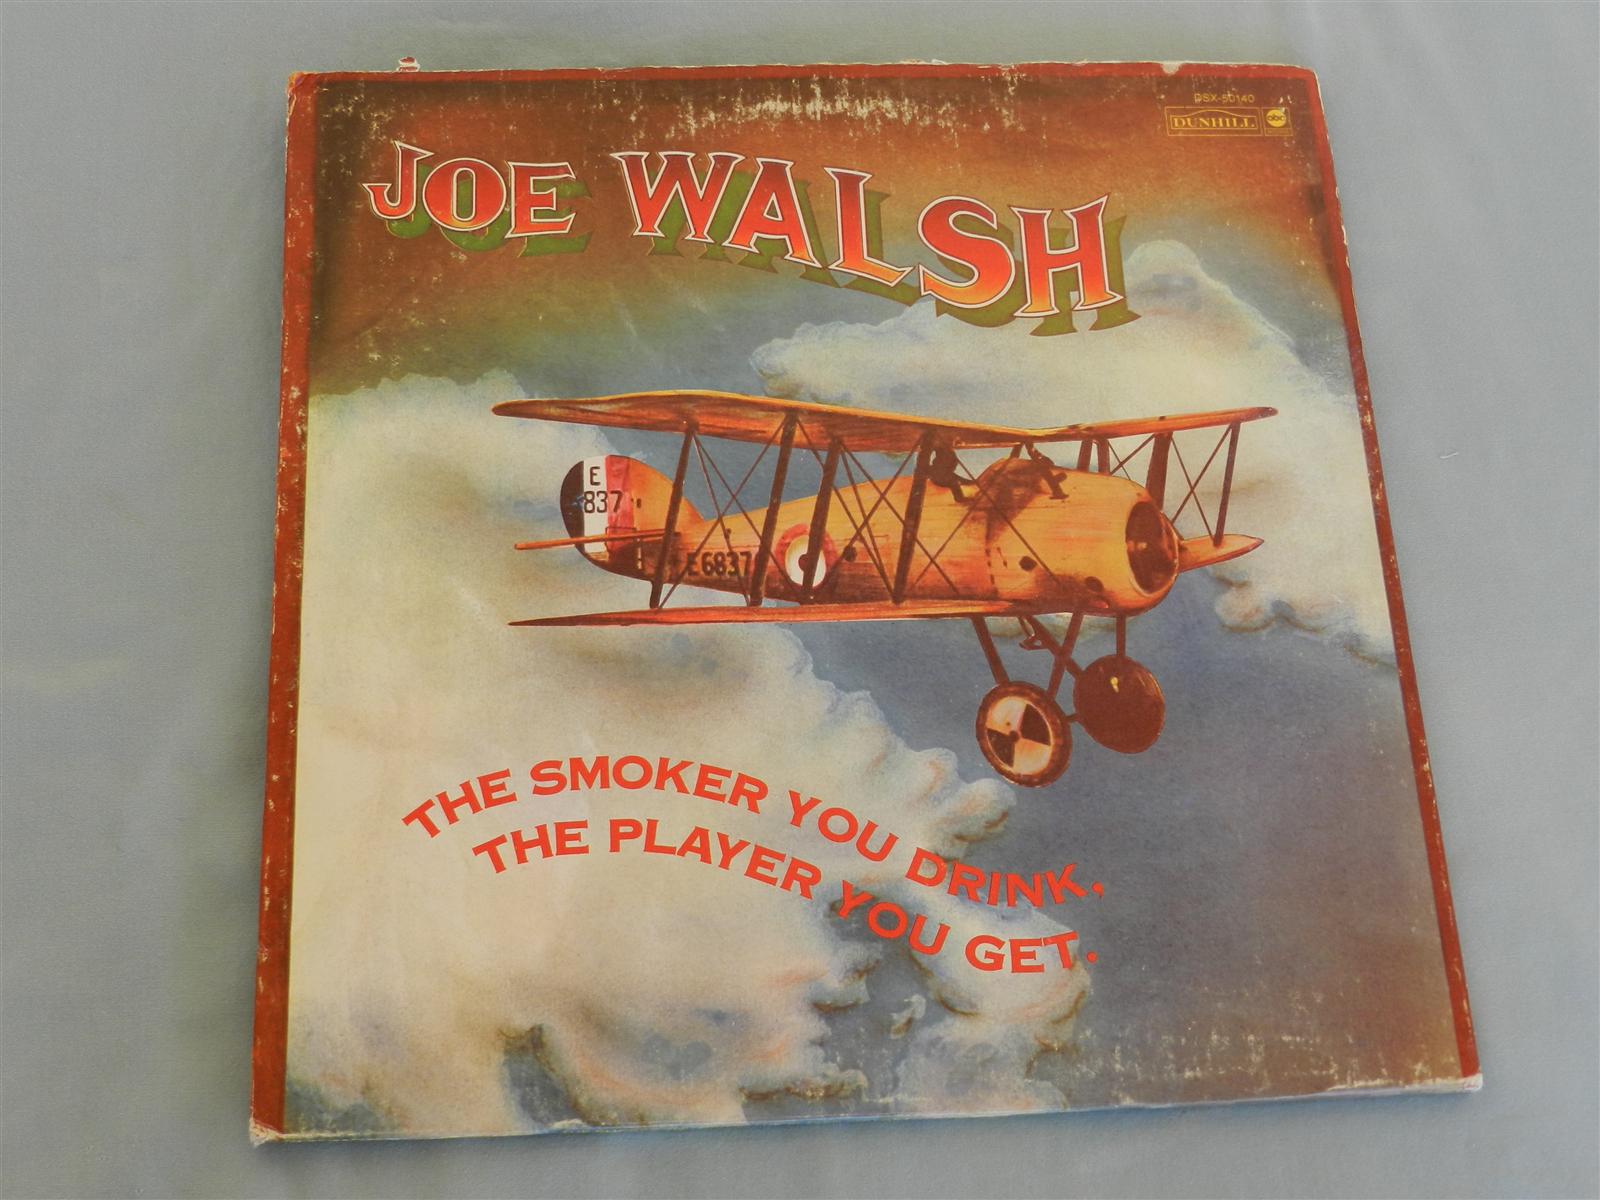 DSX-50140
DUNHILL abc
JOE WALSH
E
837
E6837
THE SMOKER YOU DRINK,
THE PLAYER YOU GET.